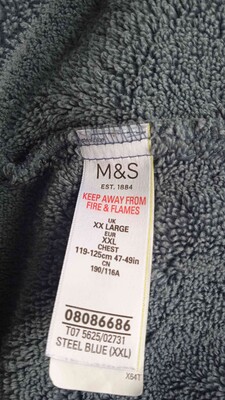 M&S
EST. 1884
KEEP AWAY FROM
FIRE & FLAMES
UK
XX LARGE
EUR
XXL
CHEST
119-125cm 47-49in
CN
190/116A
08086686
T07 5625/02731
STEEL BLUE (XXL)
X54T